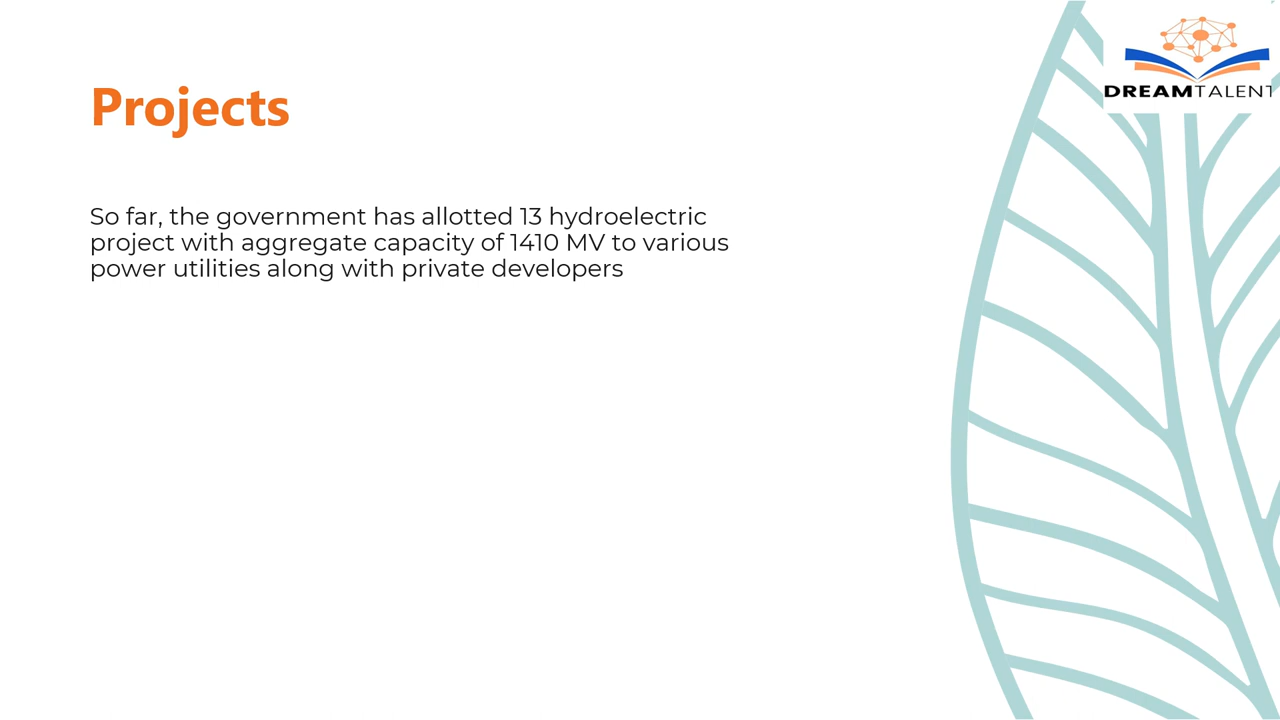 DREAMTALENT
Projects
So far, the government has allotted 13 hydroelectric
project with aggregate capacity of 1410 MV to various
power utilities along with private developers